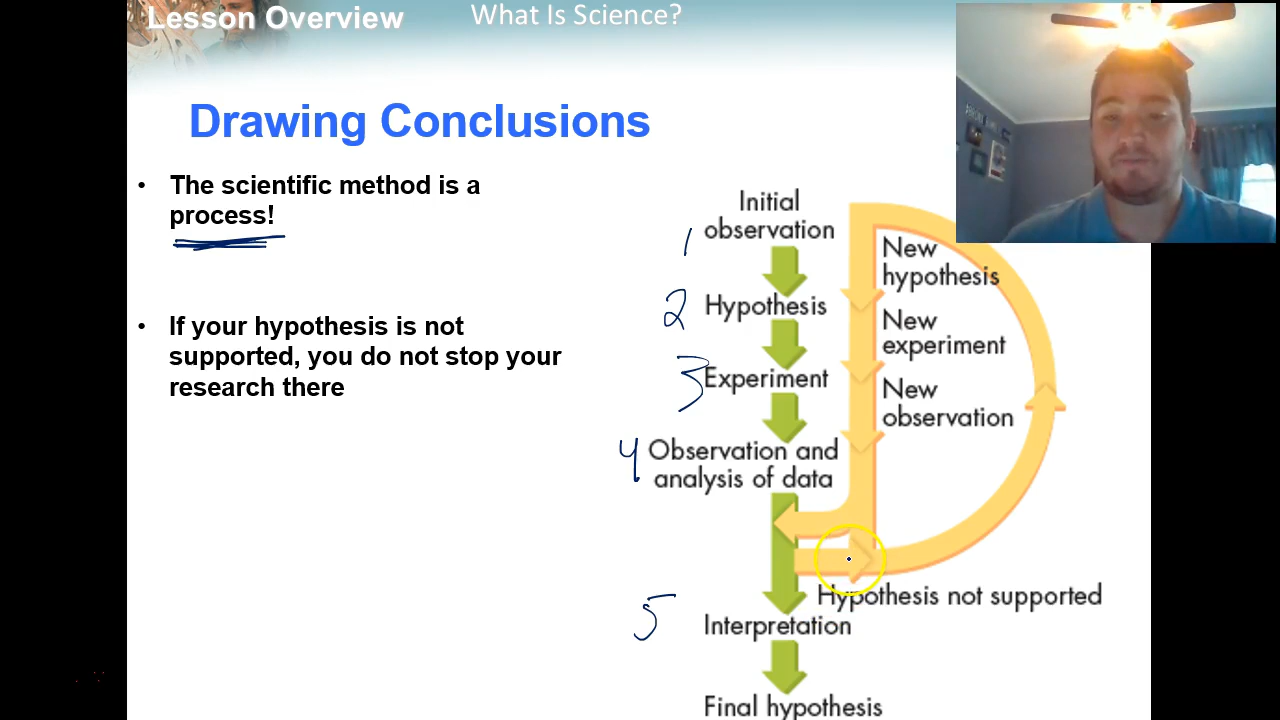 Lesson Overview
What Is Science?
Drawing Conclusions
• The scientific method is a
process!
• If your hypothesis is not
supported, you do not stop your
research there
1
Initial
observation
2
Hypothesis
3
Experiment
4
Observation and
analysis of data
5
Interpretation
Final hypothesis
New
hypothesis
New
experiment
New
observation
Hypothesis not supported